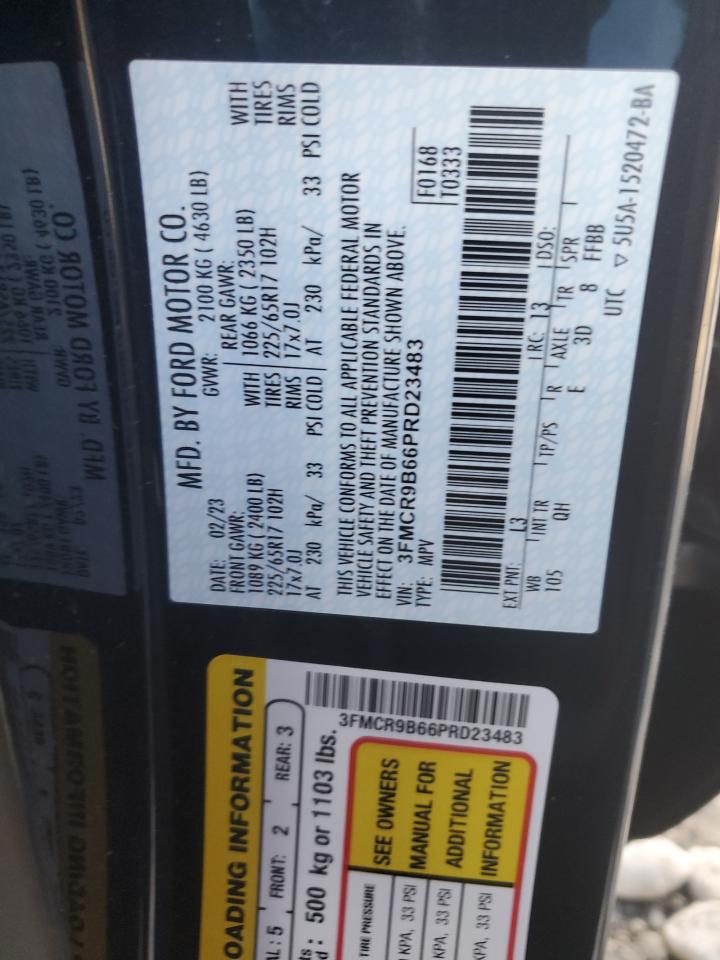 MFD. BY FORD MOTOR CO.
DATE: 02/23 GVWR: 2100 KG ( 4630 LB)
FRONT GAWR: REAR GAWR:
1089 KG ( 2400 LB) WITH 1066 KG ( 2350 LB) WITH
225/65R17 102H TIRES 225/65R17 102H TIRES
17x7.0J RIMS 17x7.0J RIMS
AT 230 kPa/ 33 PSI COLD AT 230 kPa/ 33 PSI COLD
THIS VEHICLE CONFORMS TO ALL APPLICABLE FEDERAL MOTOR
VEHICLE SAFETY AND THEFT PREVENTION STANDARDS IN
EFFECT ON THE DATE OF MANUFACTURE SHOWN ABOVE.
VIN: 3FMCR9B66PRD23483
TYPE: MPV
F0168
T0333
EXT PNT: L3 RC: 13 DSO:
WB INT TR TP/PS R AXLE TR SPR
105 QH E 3D 8 FFBB
UTC ▽ 5U5A-1520472-BA
OADING INFORMATION
AL: 5 FRONT: 2 REAR: 3
500 kg or 1103 lbs.
3FMCR9B66PRD23483
TIRE PRESSURE
KPA, 33 PSI
KPA, 33 PSI
KPA, 33 PSI
SEE OWNERS
MANUAL FOR
ADDITIONAL
INFORMATION